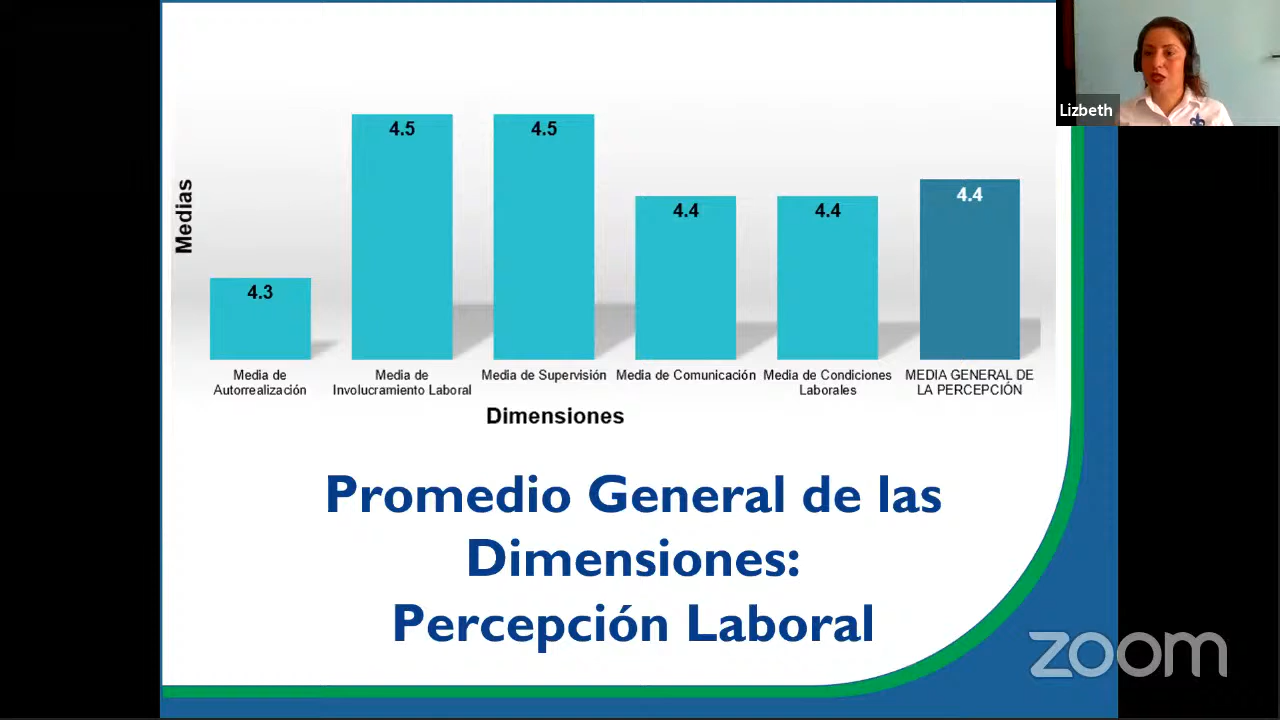 Lizbeth
Medias
4.3
4.5
4.5
4.4
4.4
4.4
Media de
Autorrealización
Media de
Involucramiento Laboral
Media de Supervisión
Media de Comunicación
Media de Condiciones
Laborales
MEDIA GENERAL DE
LA PERCEPCIÓN
Dimensiones
Promedio General de las
Dimensiones:
Percepción Laboral
zoom